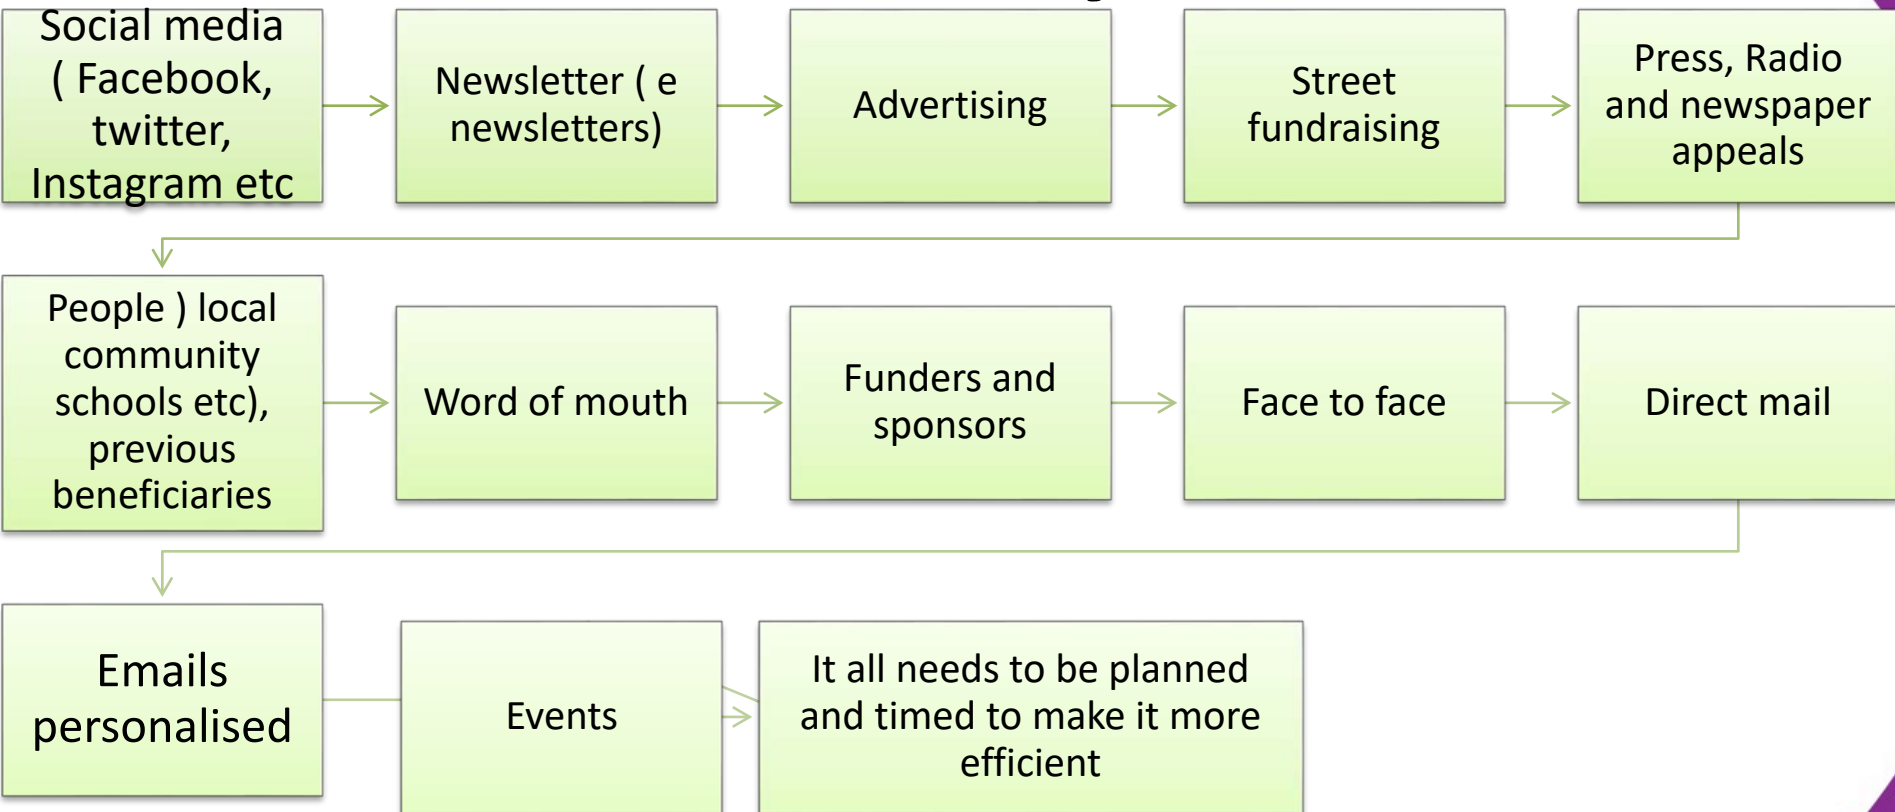 Social media
( Facebook,
twitter,
Instagram etc
Newsletter ( e
newsletters)
Advertising
Street
fundraising
Press, Radio
and newspaper
appeals
People ) local
community
schools etc),
previous
beneficiaries
Word of mouth
Funders and
sponsors
Face to face
Direct mail
Emails
personalised
Events
It all needs to be planned
and timed to make it more
efficient